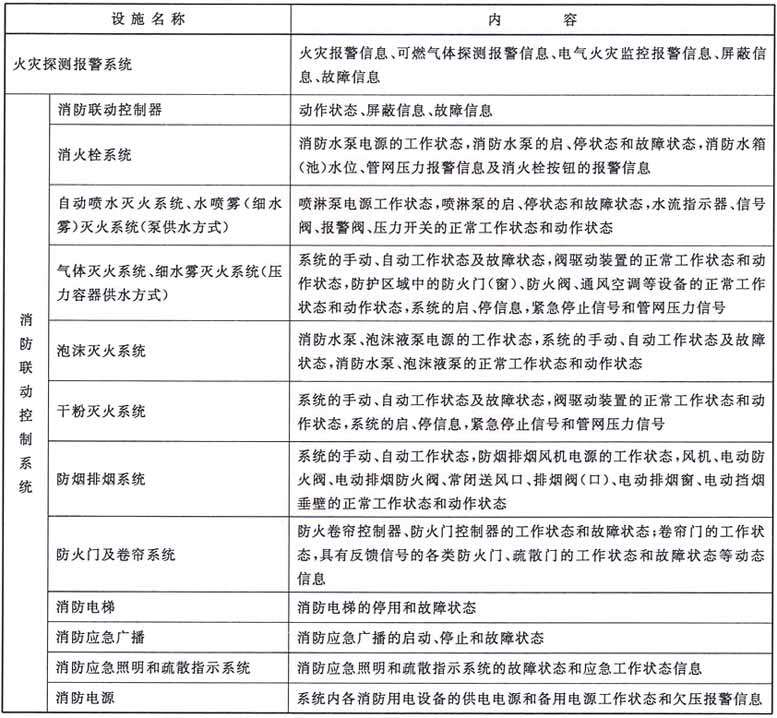 设施名称
内容
火灾探测报警系统
火灾报警信息、可燃气体探测报警信息、电气火灾监控报警信息、屏蔽信
息、故障信息
消防联动控制系统
消防联动控制器
动作状态、屏蔽信息、故障信息
消火栓系统
消防水泵电源的工作状态,消防水泵的启、停状态和故障状态,消防水箱
(池)水位、管网压力报警信息及消火栓按钮的报警信息
自动喷水灭火系统、水喷雾(细水
雾)灭火系统(泵供水方式)
喷淋泵电源工作状态,喷淋泵的启、停状态和故障状态,水流指示器、信号
阀、报警阀、压力开关的正常工作状态和动作状态
气体灭火系统、细水雾灭火系统(压
力容器供水方式)
系统的手动、自动工作状态及故障状态,阀驱动装置的正常工作状态和动
作状态,防护区域中的防火门(窗)、防火阀、通风空调等设备的正常工作
状态和动作状态,系统的启、停信息,紧急停止信号和管网压力信号
泡沫灭火系统
消防水泵、泡沫液泵电源的工作状态,系统的手动、自动工作状态及故障
状态,消防水泵、泡沫液泵的正常工作状态和动作状态
干粉灭火系统
系统的手动、自动工作状态及故障状态,阀驱动装置的正常工作状态和动
作状态,系统的启、停信息,紧急停止信号和管网压力信号
防烟排烟系统
系统的手动、自动工作状态,防烟排烟风机电源的工作状态,风机、电动防
火阀、电动排烟防火阀、常闭送风口、排烟阀(口)、电动排烟窗、电动挡烟
垂壁的正常工作状态和动作状态
防火门及卷帘系统
防火卷帘控制器、防火门控制器的工作状态和故障状态;卷帘门的工作状
态,具有反馈信号的各类防火门、疏散门的工作状态和故障状态等动态
信息
消防电梯
消防电梯的停用和故障状态
消防应急广播
消防应急广播的启动、停止和故障状态
消防应急照明和疏散指示系统
消防应急照明和疏散指示系统的故障状态和应急工作状态信息
消防电源
系统内各消防用电设备的供电电源和备用电源工作状态和欠压报警信息